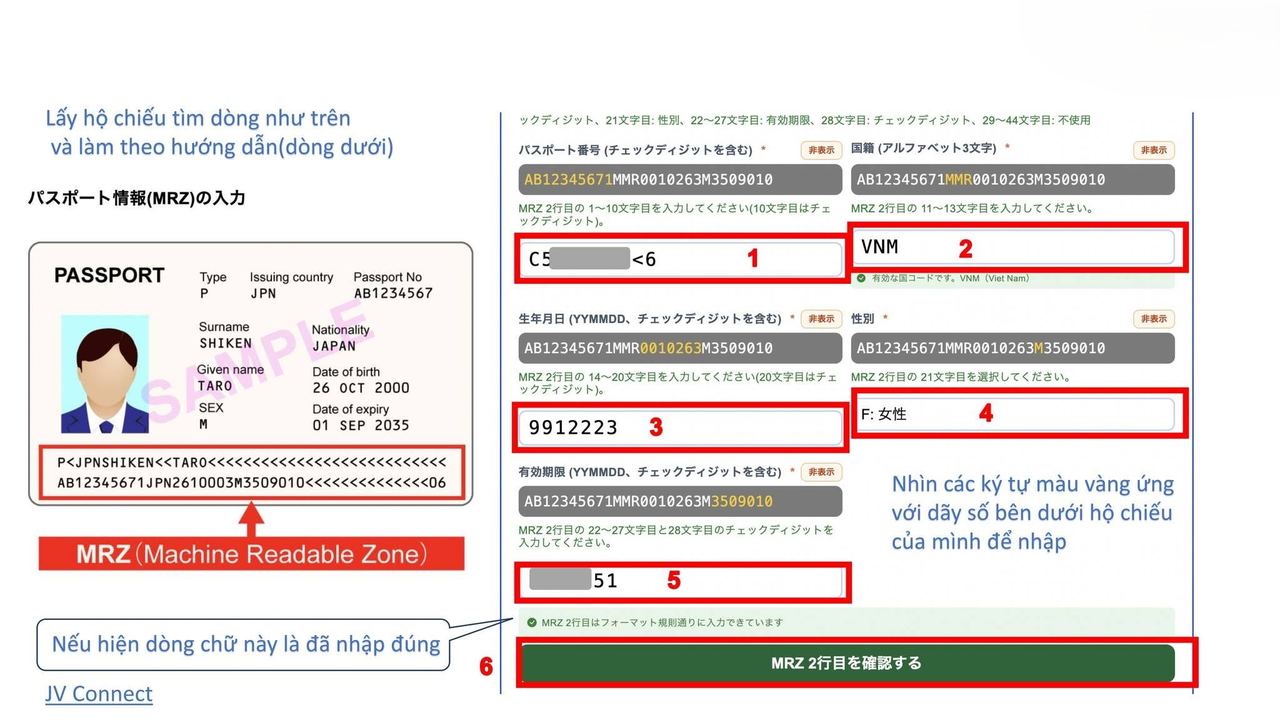 Lấy hộ chiếu tìm dòng như trên
và làm theo hướng dẫn(dòng dưới)
パスポート情報(MRZ)の入力
PASSPORT
Type Issuing country Passport No
P JPN AB1234567
Surname
SHIKEN
Nationality
JAPAN
Given name
TARO
Date of birth
26 OCT 2000
SEX
M
Date of expiry
01 SEP 2035
SAMPLE
P<JPNSHIKEN<<TARO<<<<<<<<<<<<<<<<<<<<<<<<<<<
AB12345671JPN2610003M3509010<<<<<<<<<<<<<<06
MRZ(Machine Readable Zone)
Nếu hiện dòng chữ này là đã nhập đúng
JV Connect
ックディジット、21文字目: 性別、22〜27文字目: 有効期限、28文字目: チェックディジット、29〜44文字目: 不使用
パスポート番号 (チェックディジットを含む) * 非表示
AB12345671MMR0010263M3509010
MRZ 2行目の 1〜10文字目を入力してください(10文字目はチェ
ックディジット)。
C5 <6 1
国籍 (アルファベット3文字) * 非表示
AB12345671MMR0010263M3509010
MRZ 2行目の 11〜13文字目を入力してください。
VNM 2
有効な国コードです。VNM(Viet Nam)
生年月日 (YYMMDD、チェックディジットを含む) * 非表示
AB12345671MMR0010263M3509010
MRZ 2行目の 14〜20文字目を入力してください(20文字目はチェ
ックディジット)。
9912223 3
性別 * 非表示
AB12345671MMR0010263M3509010
MRZ 2行目の 21文字目を選択してください。
F: 女性 4
有効期限 (YYMMDD、チェックディジットを含む) * 非表示
AB12345671MMR0010263M3509010
MRZ 2行目の 22〜27文字目と28文字目のチェックディジットを
入力してください。
51 5
Nhìn các ký tự màu vàng ứng
với dãy số bên dưới hộ chiếu
của mình để nhập
MRZ 2行目はフォーマット規則通りに入力できています
6 MRZ 2行目を確認する